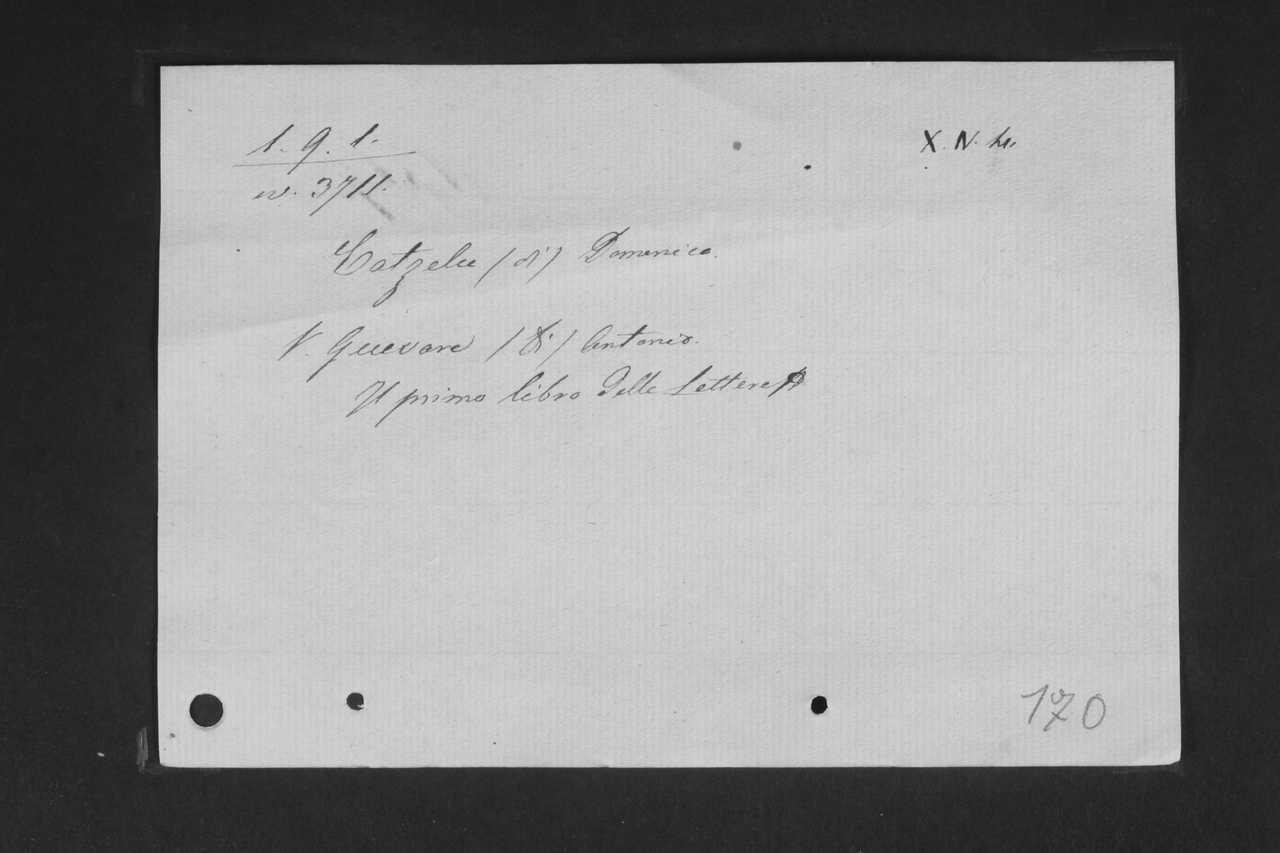 1. 9. 1.
X. N. 4.
n. 3711.
Catzelu (di) Domenico.
V. Guevara (di) Antonio.
Il primo libro delle Lettere
170